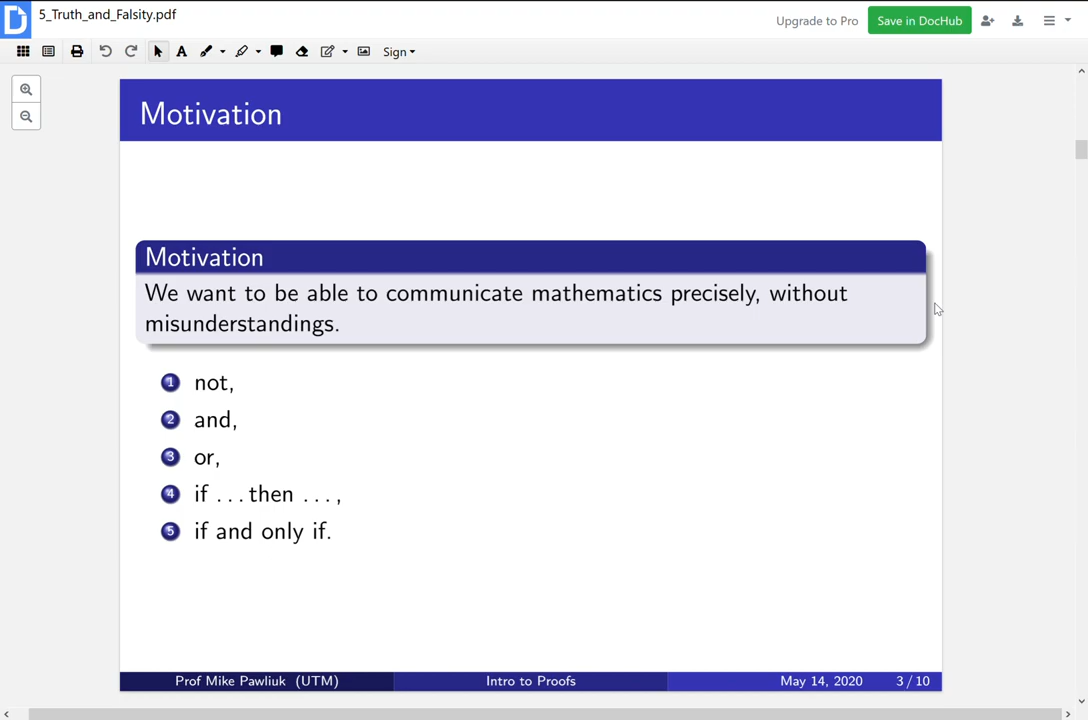 5_Truth_and_Falsity.pdf
Upgrade to Pro
Save in DocHub
A
Sign
Motivation
Motivation
We want to be able to communicate mathematics precisely, without
misunderstandings.
1 not,
2 and,
3 or,
4 if ... then ...,
5 if and only if.
Prof Mike Pawliuk (UTM) Intro to Proofs May 14, 2020 3 / 10